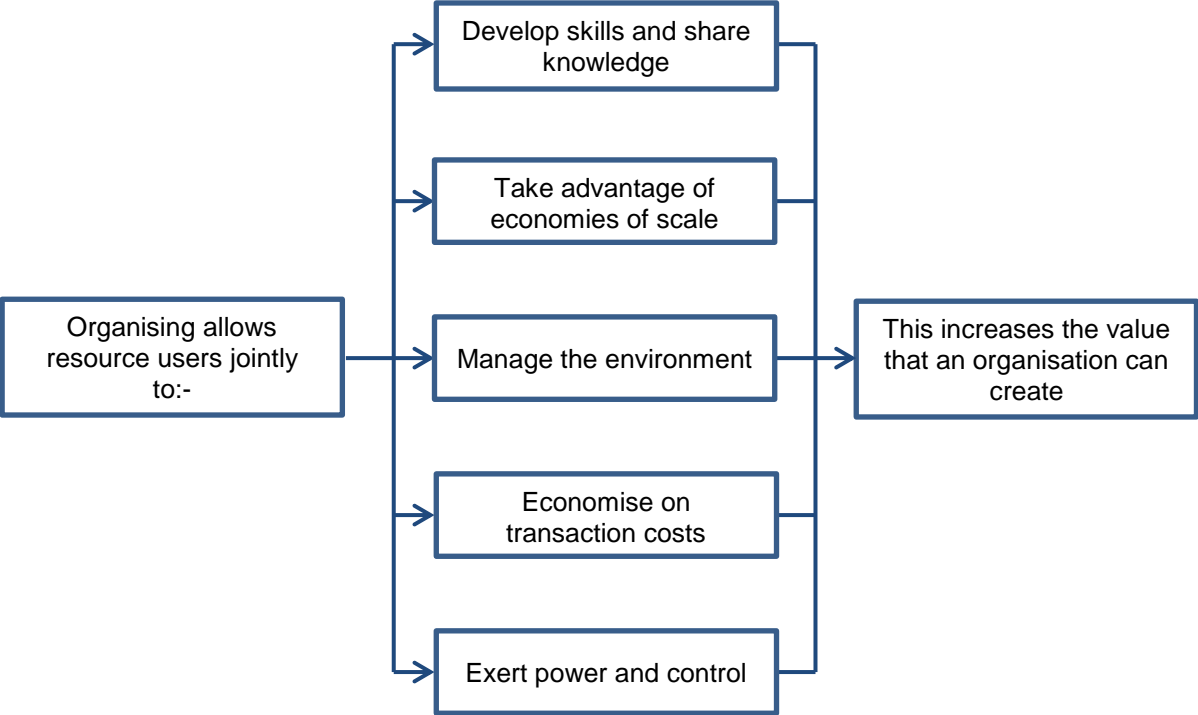 Organising allows
resource users jointly
to:-
Develop skills and share
knowledge
Take advantage of
economies of scale
Manage the environment
Economise on
transaction costs
Exert power and control
This increases the value
that an organisation can
create